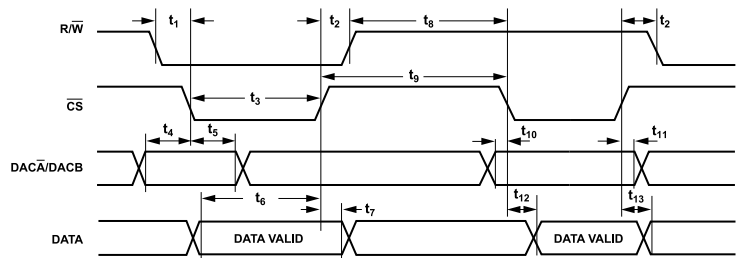 R/W̅ t1 t2 t8 t2
C̅S̅ t3 t9
t4 t5 t10 t11
DACA̅/DACB
t6 t7 t12 t13
DATA DATA VALID DATA VALID